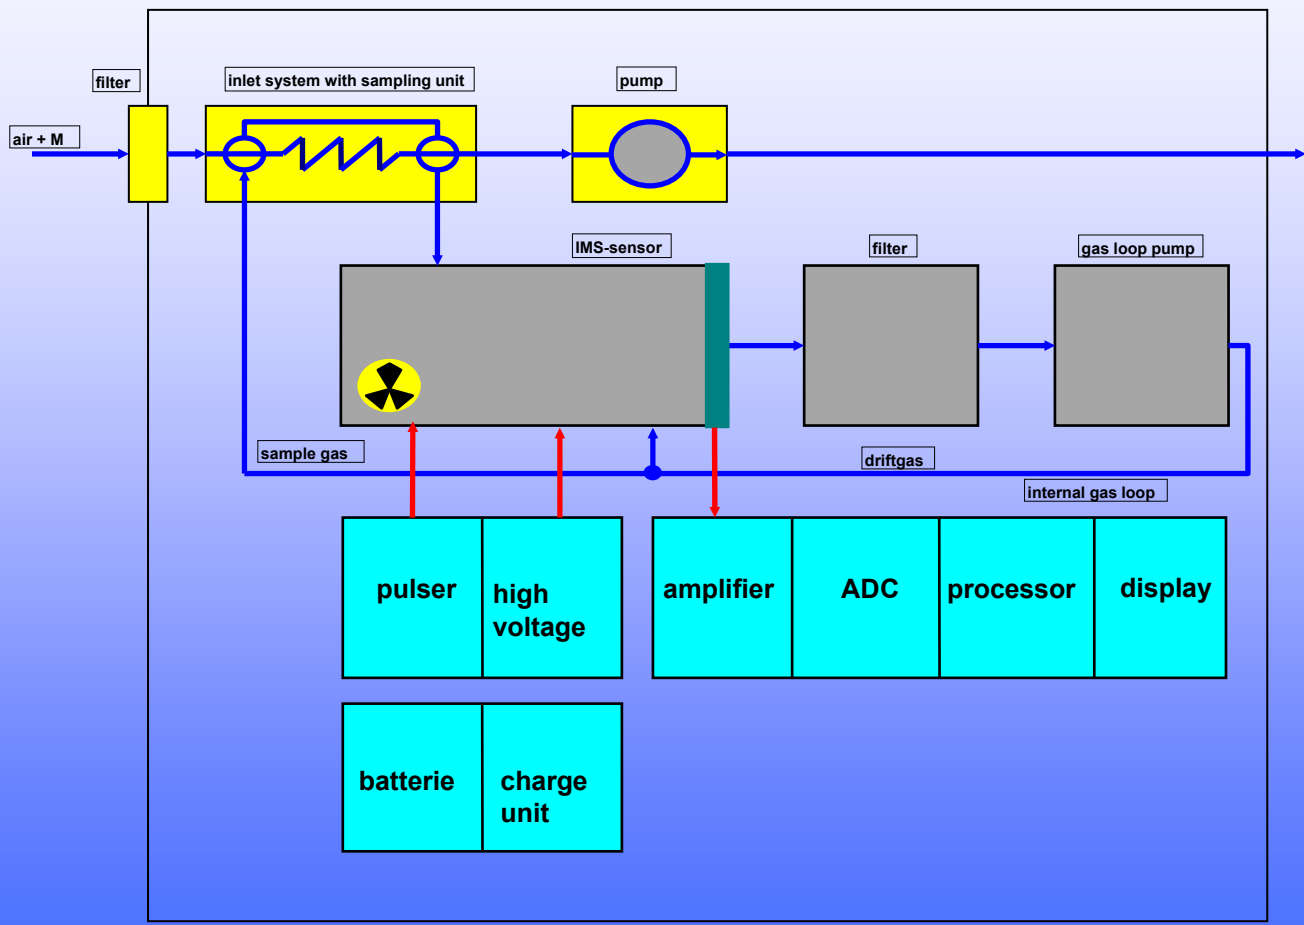 filter
inlet system with sampling unit
pump
air + M
IMS-sensor
filter
gas loop pump
sample gas
driftgas
internal gas loop
pulser
high
voltage
amplifier
ADC
processor
display
batterie
charge
unit